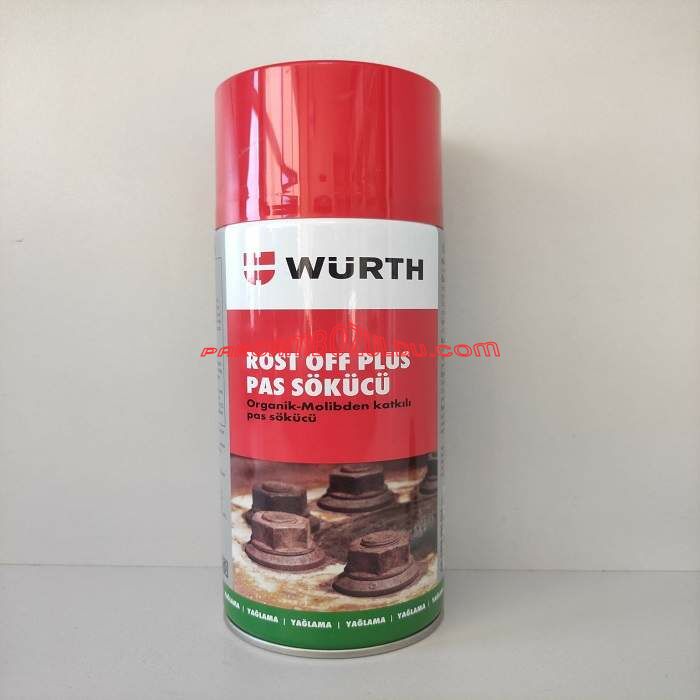 WÜRTH
ROST OFF PLUS
PAS SÖKÜCÜ
Organik-Molibden katkılı
pas sökücü
YAĞLAMA | YAĞLAMA | YAĞLAMA | YAĞLAMA | YAĞLAMA